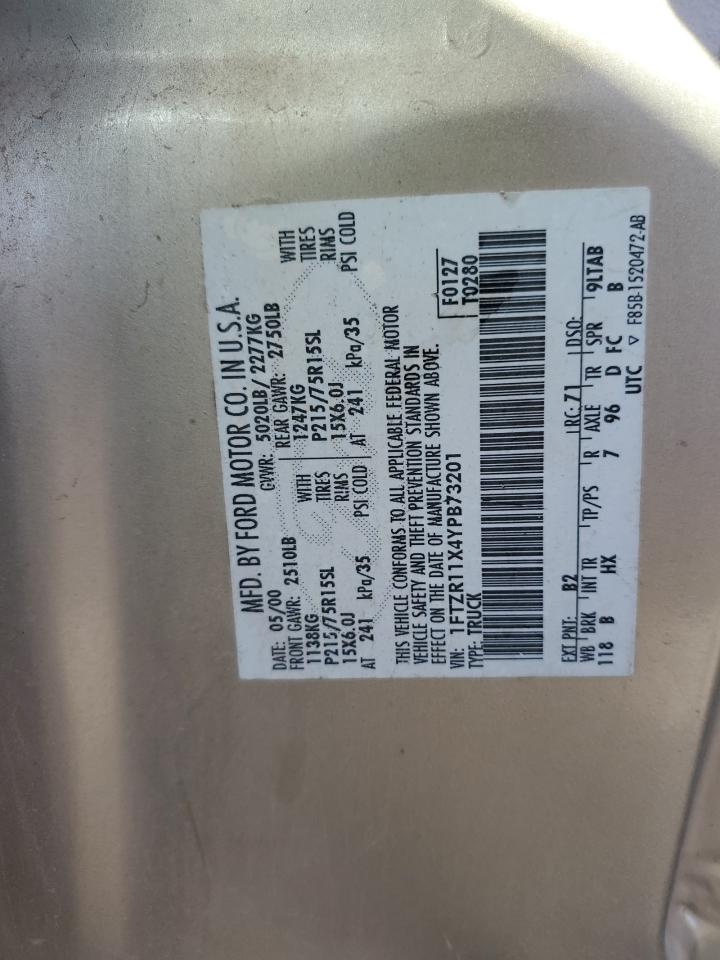 MFD. BY FORD MOTOR CO. IN U.S.A.
DATE: 05/00 GVWR: 5020LB/ 2277KG
FRONT GAWR: 2510LB REAR GAWR: 2750LB
1138KG WITH 1247KG WITH
P215/75R15SL TIRES P215/75R15SL TIRES
15X6.0J RIMS 15X6.0J RIMS
AT 241 kPa/35 PSI COLD AT 241 kPa/35 PSI COLD
THIS VEHICLE CONFORMS TO ALL APPLICABLE FEDERAL MOTOR
VEHICLE SAFETY AND THEFT PREVENTION STANDARDS IN
EFFECT ON THE DATE OF MANUFACTURE SHOWN ABOVE.
VIN: 1FTZR11X4YPB73201 F0127
TYPE: TRUCK T0280
EXT PNT: B2 RC: 71 DSO:
WB BRK INT TR TP/PS R AXLE TR SPR 9LTAB
118 B HX 7 96 D FC B
UTC ▽ F85B-1520472-AB